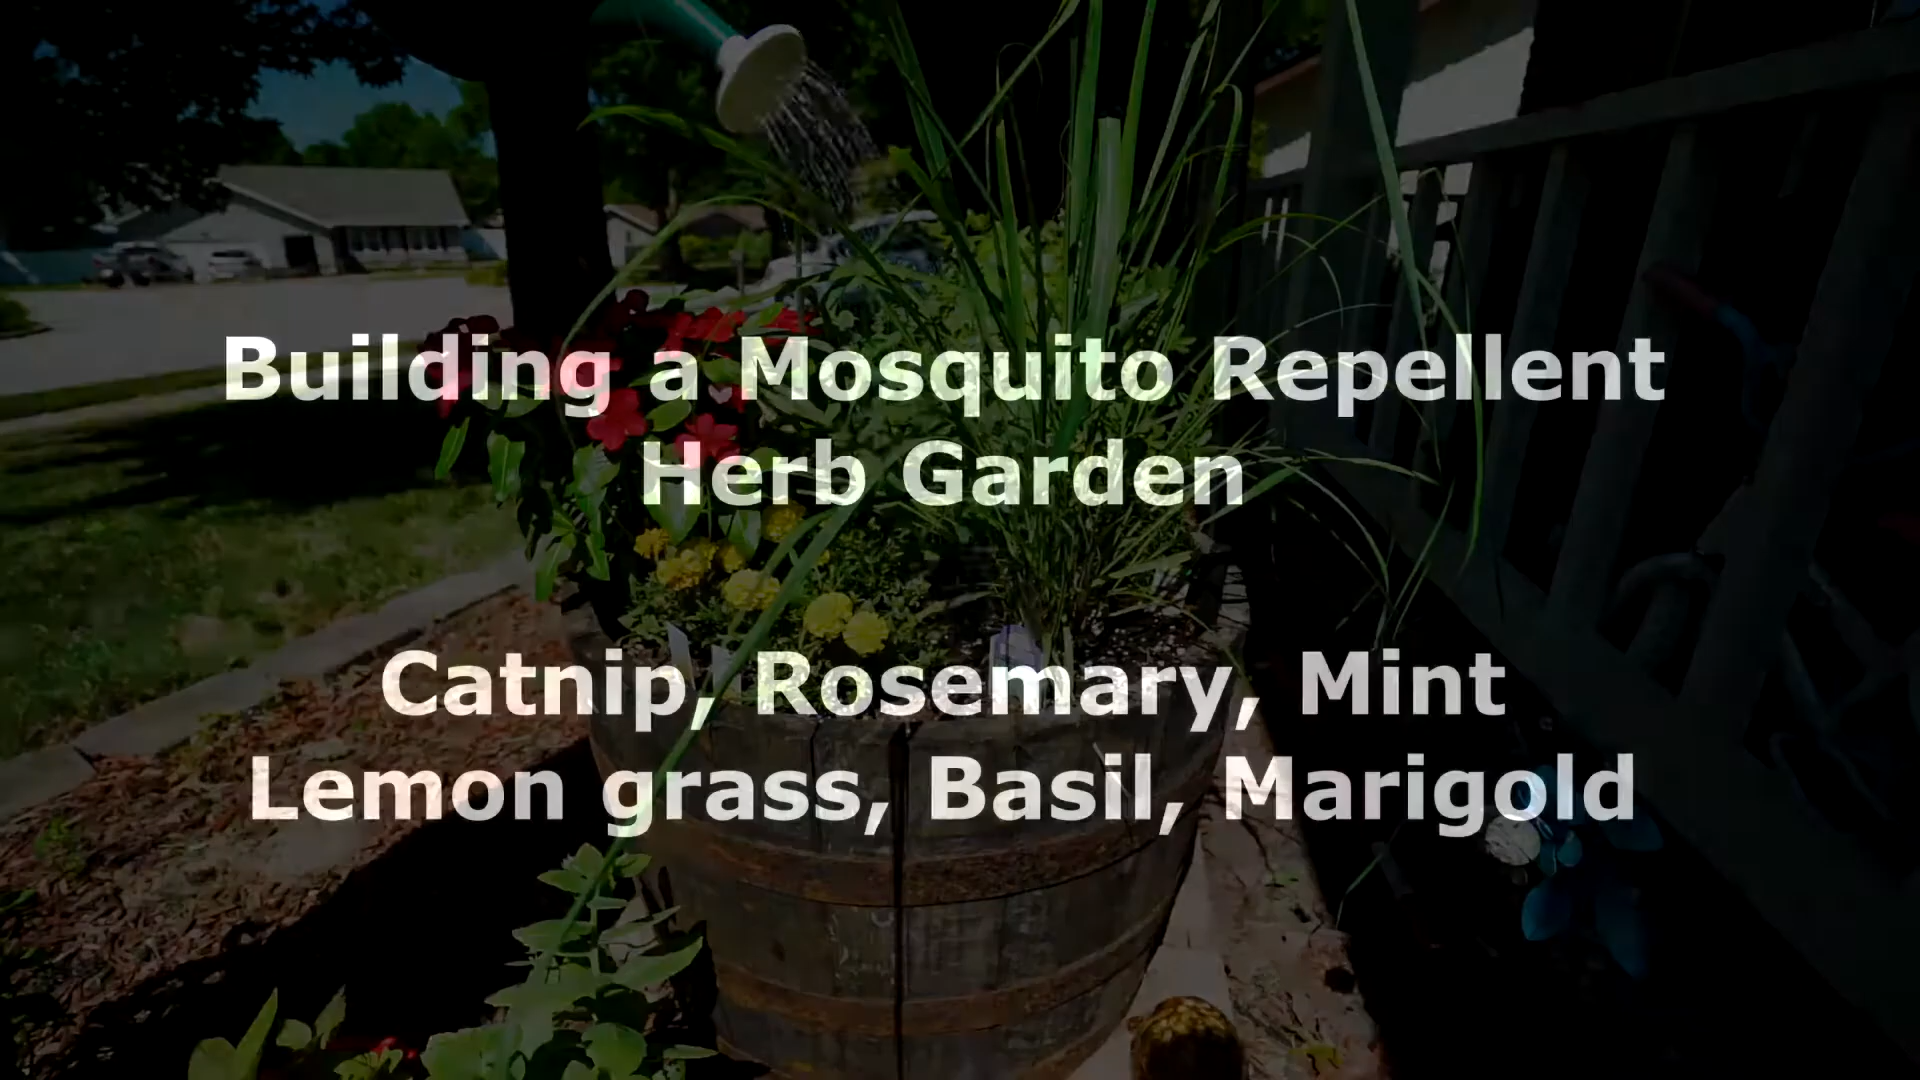 Building a Mosquito Repellent
Herb Garden
Catnip, Rosemary, Mint
Lemon grass, Basil, Marigold